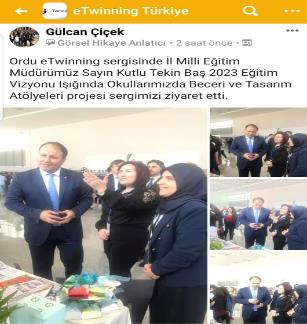 eTwinning Türkiye
Gülcan Çiçek
Görsel Hikaye Anlatıcı • 2 saat önce •
Ordu eTwinning sergisinde İl Milli Eğitim
Müdürümüz Sayın Kutlu Tekin Baş 2023 Eğitim
Vizyonu Işığında Okullarımızda Beceri ve Tasarım
Atölyeleri projesi sergimizi ziyaret etti.